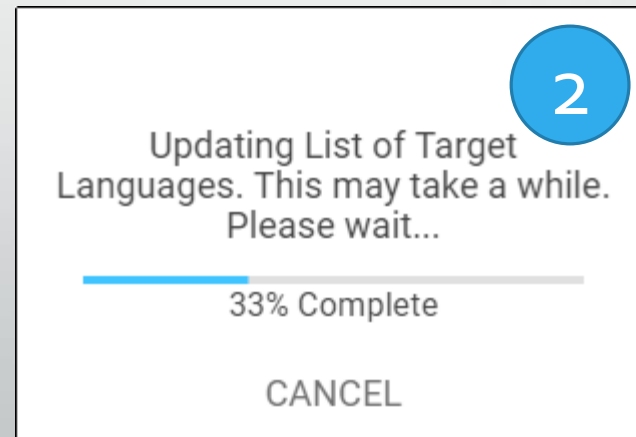 2
Updating List of Target
Languages. This may take a while.
Please wait...
33% Complete
CANCEL